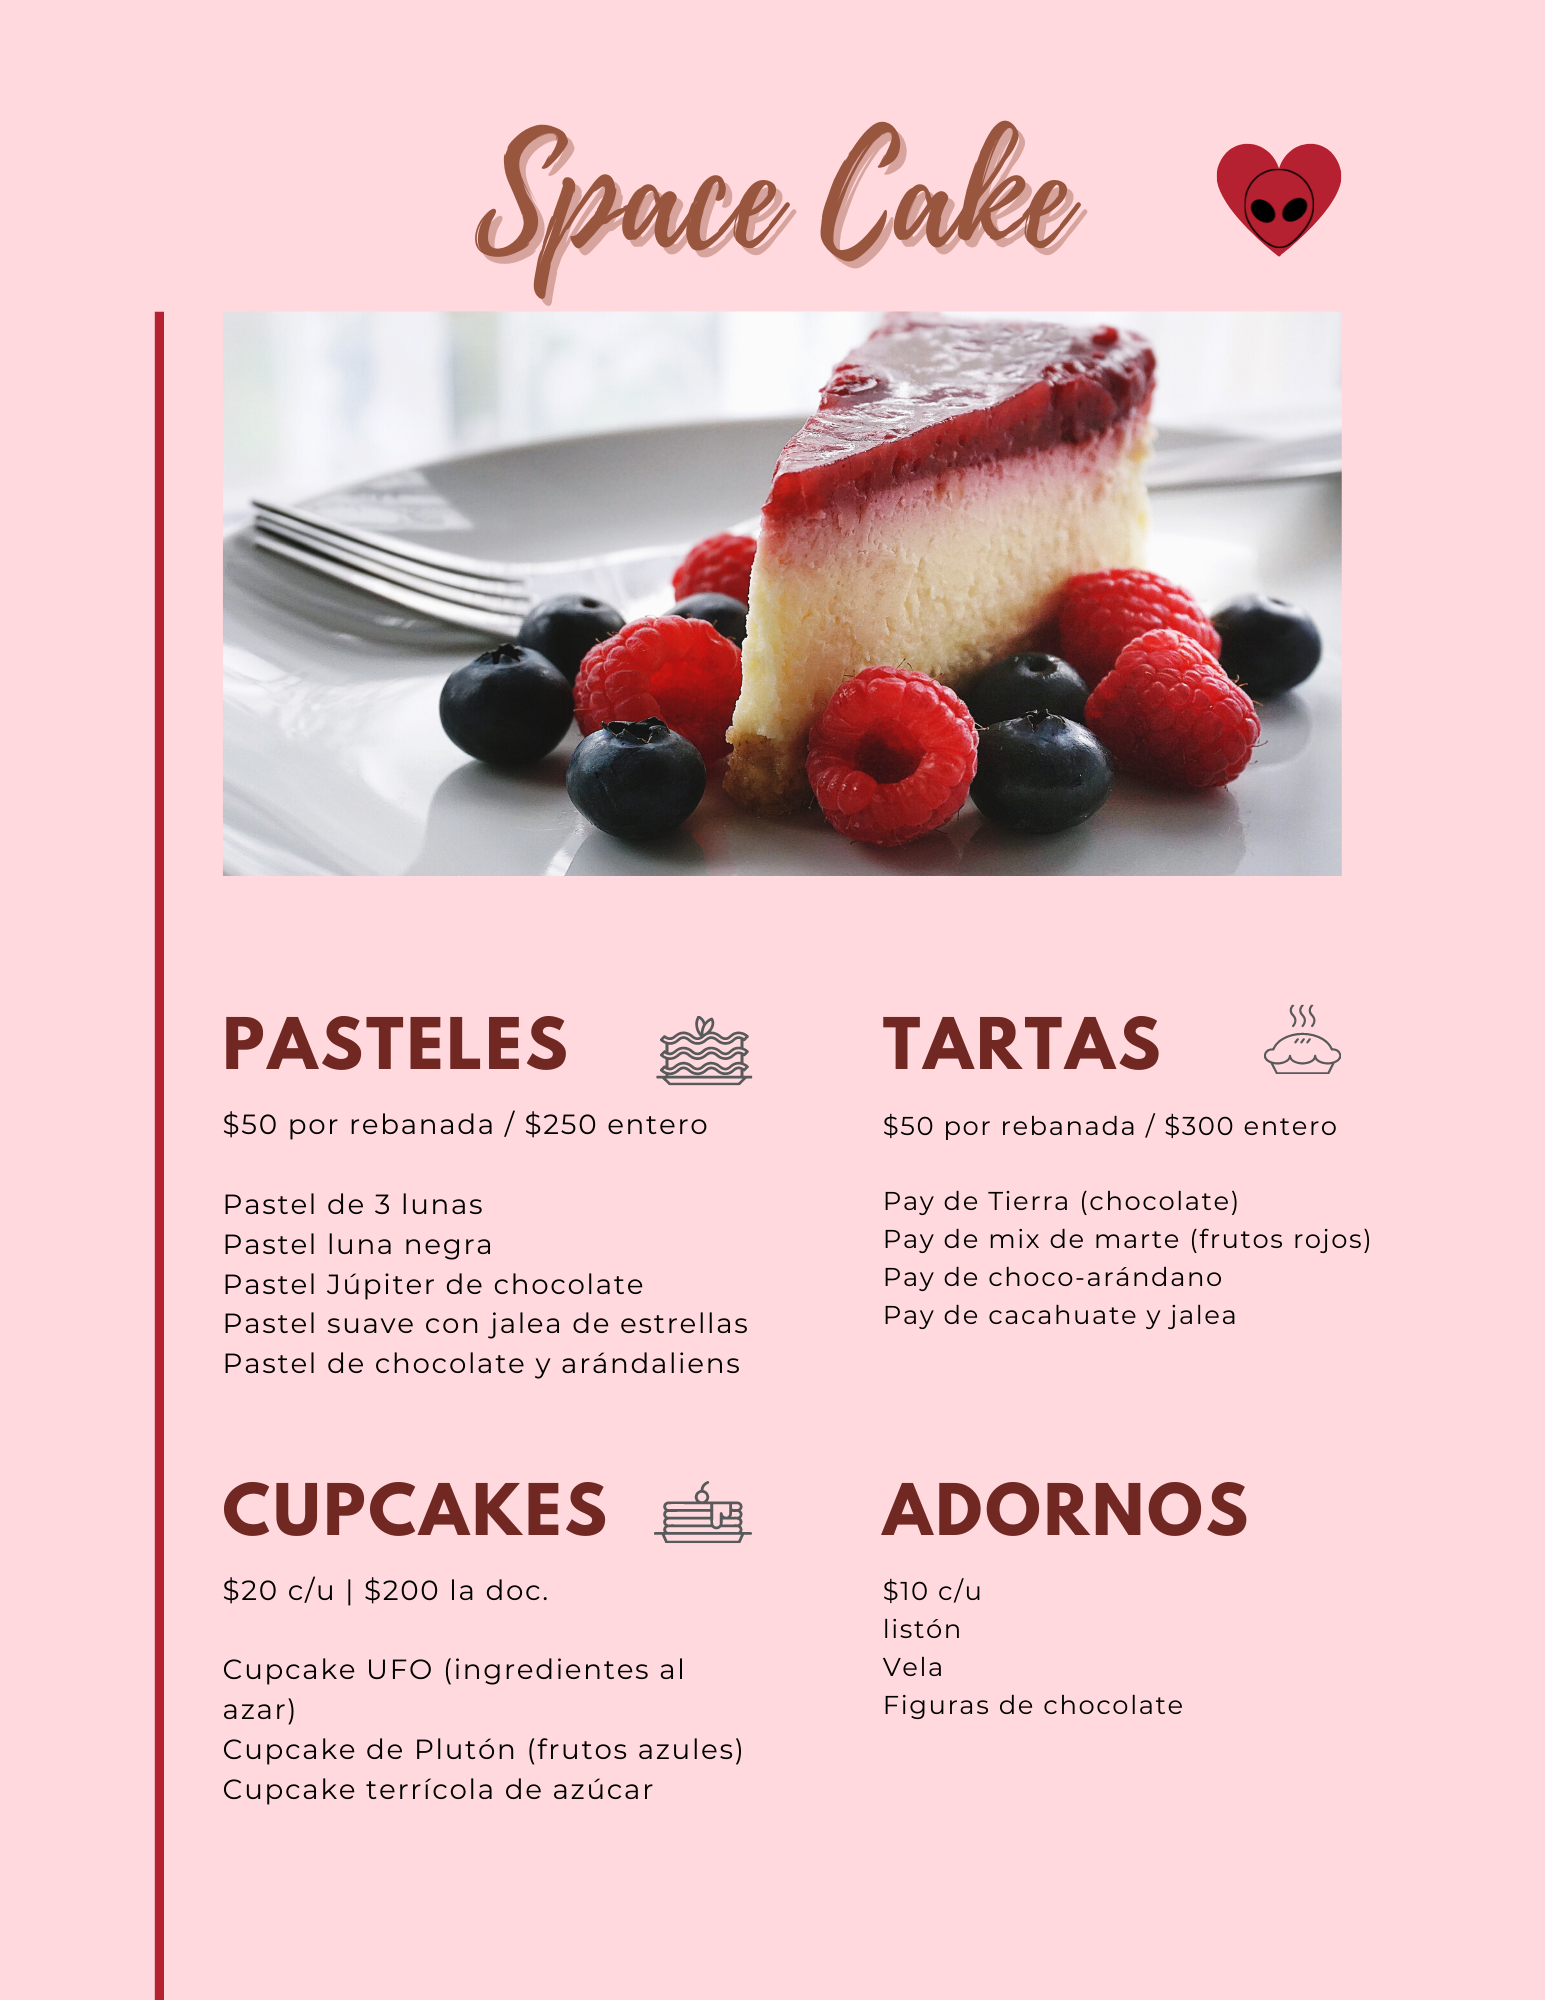 Space Cake
PASTELES
$50 por rebanada / $250 entero
Pastel de 3 lunas
Pastel luna negra
Pastel Júpiter de chocolate
Pastel suave con jalea de estrellas
Pastel de chocolate y arándaliens
TARTAS
$50 por rebanada / $300 entero
Pay de Tierra (chocolate)
Pay de mix de marte (frutos rojos)
Pay de choco-arándano
Pay de cacahuate y jalea
CUPCAKES
$20 c/u | $200 la doc.
Cupcake UFO (ingredientes al
azar)
Cupcake de Plutón (frutos azules)
Cupcake terrícola de azúcar
ADORNOS
$10 c/u
listón
Vela
Figuras de chocolate